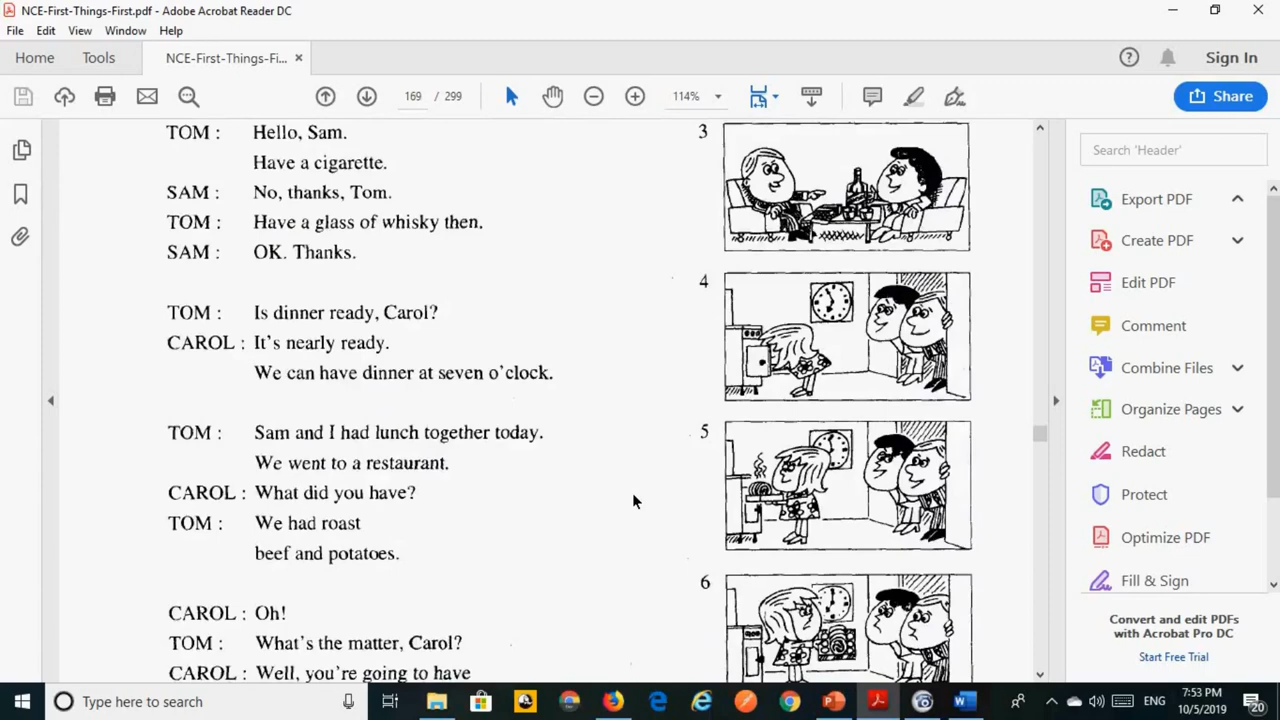 NCE-First-Things-First.pdf - Adobe Acrobat Reader DC
File Edit View Window Help
Home Tools NCE-First-Things-Fi... ×
Sign In
169 / 299
114%
Share
TOM : Hello, Sam.
Have a cigarette.
SAM : No, thanks, Tom.
TOM : Have a glass of whisky then.
SAM : OK. Thanks.
TOM : Is dinner ready, Carol?
CAROL : It's nearly ready.
We can have dinner at seven o'clock.
TOM : Sam and I had lunch together today.
We went to a restaurant.
CAROL : What did you have?
TOM : We had roast
beef and potatoes.
CAROL : Oh!
TOM : What's the matter, Carol?
CAROL : Well, you're going to have
3
4
5
6
Search 'Header'
Export PDF
Create PDF
Edit PDF
Comment
Combine Files
Organize Pages
Redact
Protect
Optimize PDF
Fill & Sign
Convert and edit PDFs
with Acrobat Pro DC
Start Free Trial
Type here to search
ENG
7:53 PM
10/5/2019
20